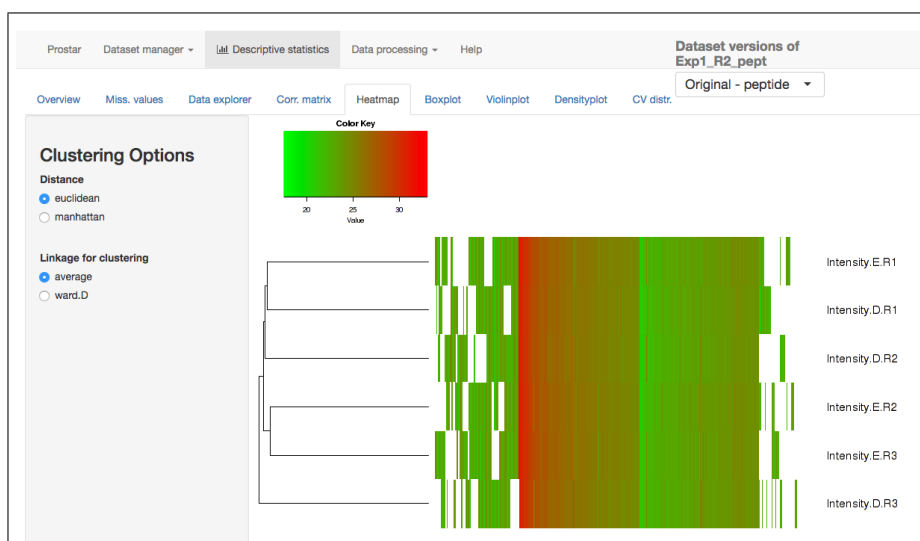 Prostar Dataset manager Descriptive statistics Data processing Help
Dataset versions of
Exp1_R2_pept
Original - peptide
Overview Miss. values Data explorer Corr. matrix Heatmap Boxplot Violinplot Densityplot CV distr.
Clustering Options
Distance
euclidean
manhattan
Linkage for clustering
average
ward.D
Color Key
20 25 30
Value
Intensity.E.R1
Intensity.D.R1
Intensity.D.R2
Intensity.E.R2
Intensity.E.R3
Intensity.D.R3